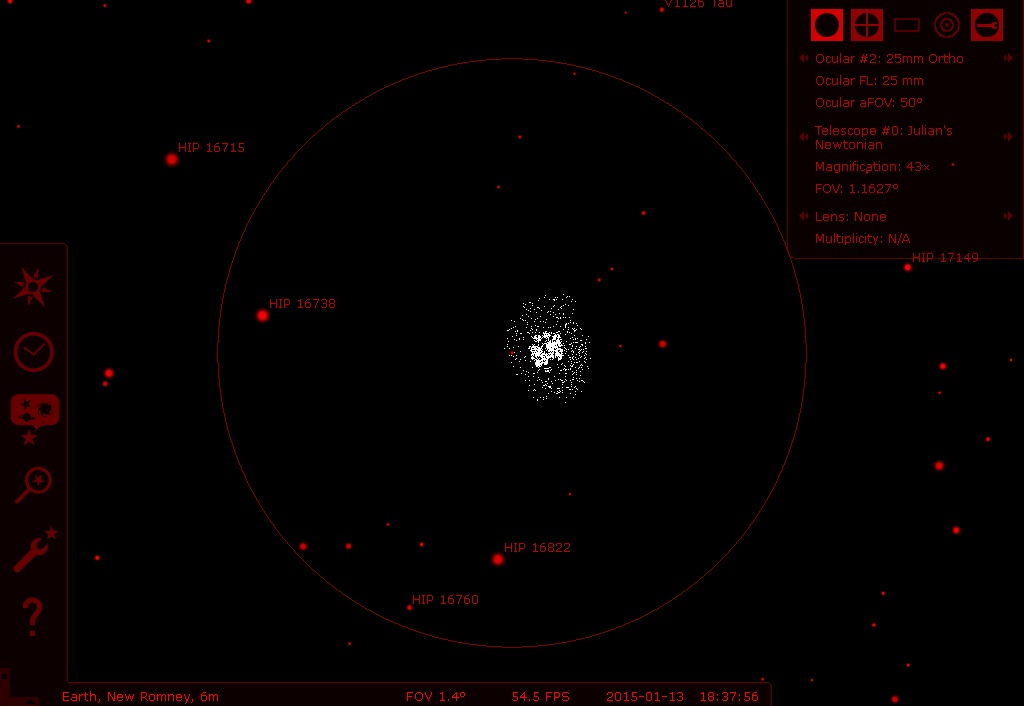 V1126 Tau
Ocular #2: 25mm Ortho
Ocular FL: 25 mm
Ocular aFOV: 50°
Telescope #0: Julian's
Newtonian
Magnification: 43×
FOV: 1.1627°
Lens: None
Multiplicity: N/A
HIP 16715
HIP 17149
HIP 16738
HIP 16822
HIP 16760
Earth, New Romney, 6m FOV 1.4° 54.5 FPS 2015-01-13 18:37:56